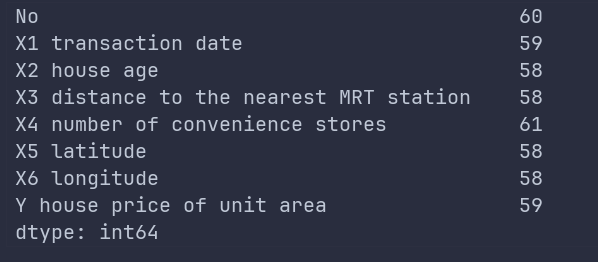 No 60
X1 transaction date 59
X2 house age 58
X3 distance to the nearest MRT station 58
X4 number of convenience stores 61
X5 latitude 58
X6 longitude 58
Y house price of unit area 59
dtype: int64